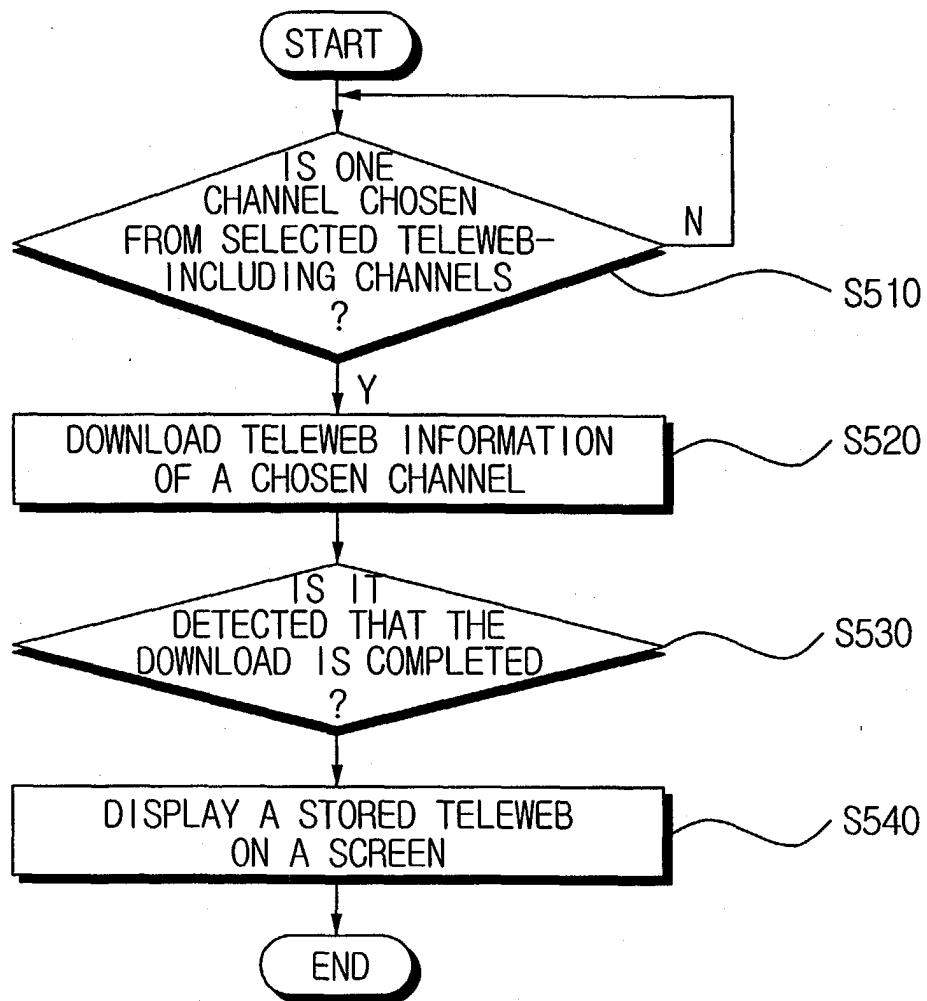 START
IS ONE
CHANNEL CHOSEN
FROM SELECTED TELEWEB-
INCLUDING CHANNELS
?
N
S510
Y
DOWNLOAD TELEWEB INFORMATION
OF A CHOSEN CHANNEL
S520
IS IT
DETECTED THAT THE
DOWNLOAD IS COMPLETED
?
S530
DISPLAY A STORED TELEWEB
ON A SCREEN
S540
END